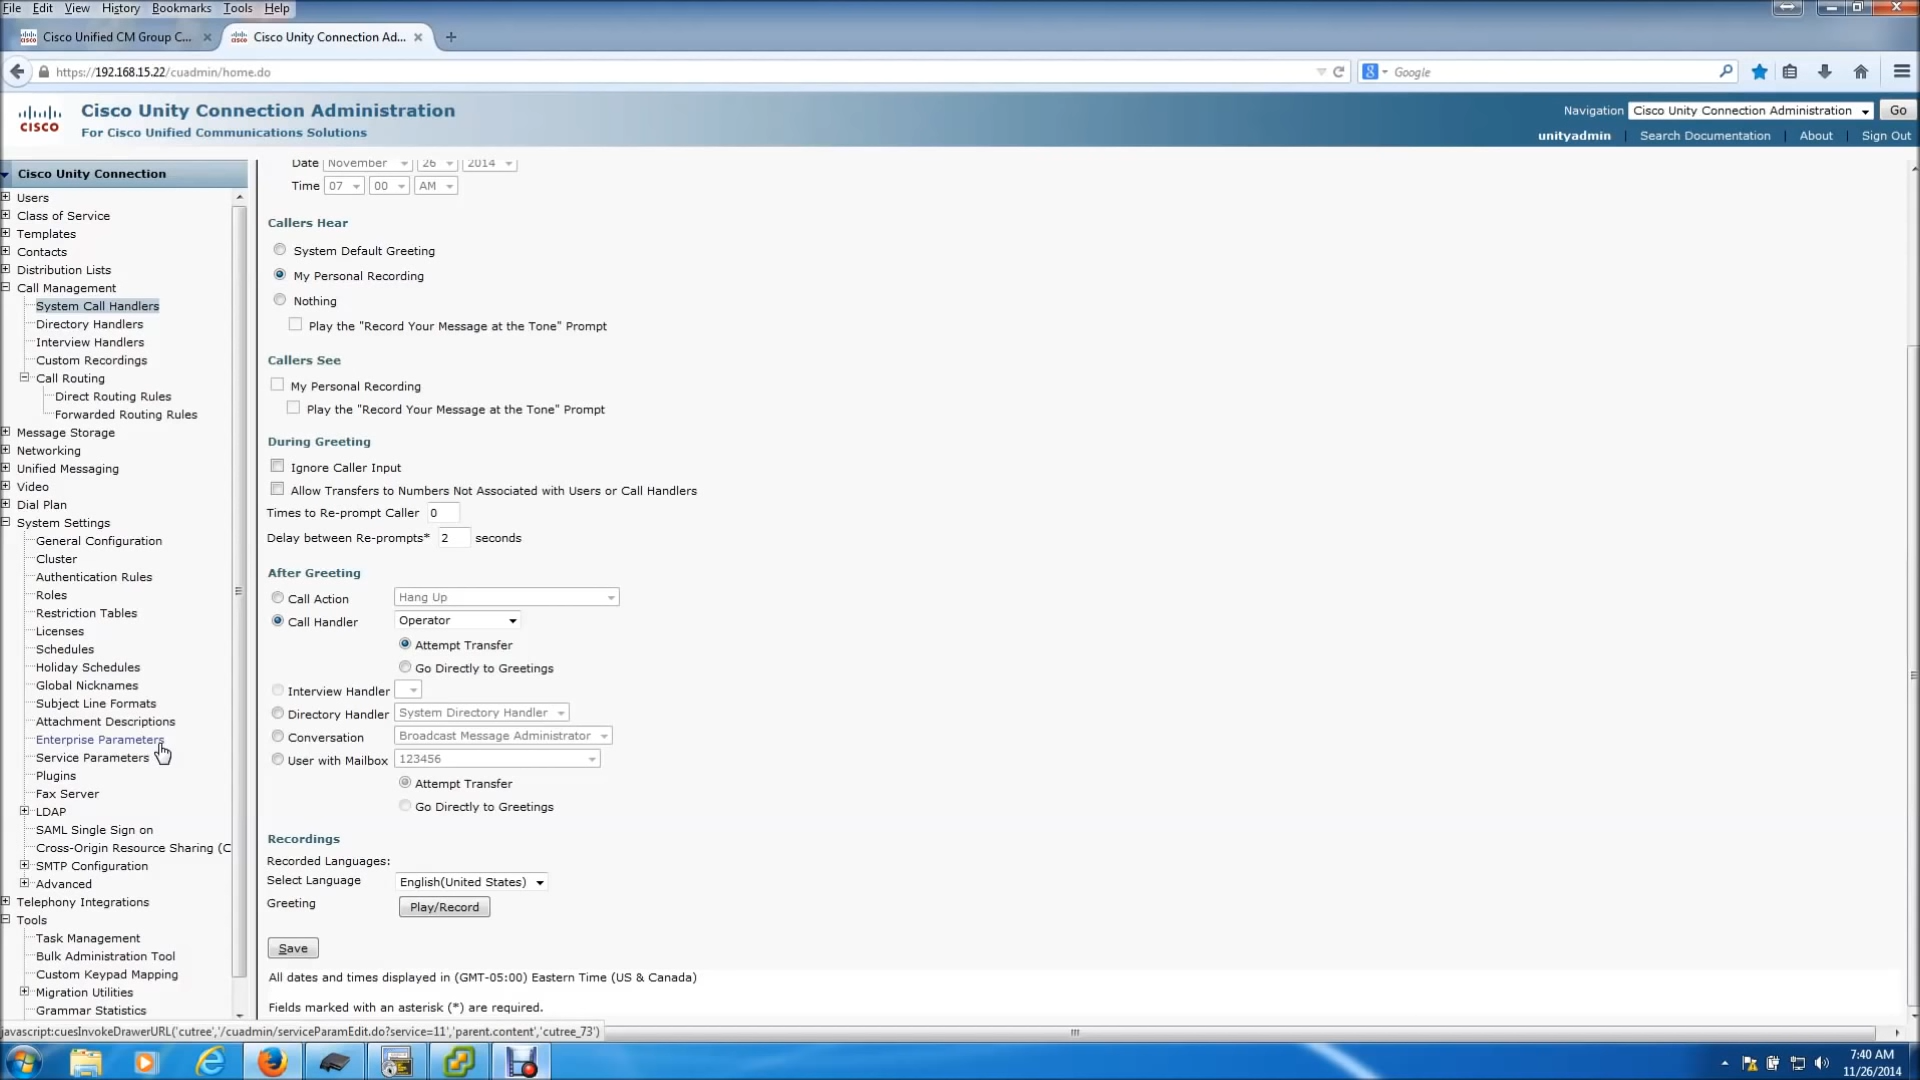 File Edit View History Bookmarks Tools Help
Cisco Unified CM Group C... × Cisco Unity Connection Ad... × +
https://192.168.15.22/cuadmin/home.do
Google
CISCO
Cisco Unity Connection Administration
For Cisco Unified Communications Solutions
Navigation Cisco Unity Connection Administration Go
unityadmin | Search Documentation | About | Sign Out
Cisco Unity Connection
Users
Class of Service
Templates
Contacts
Distribution Lists
Call Management
System Call Handlers
Directory Handlers
Interview Handlers
Custom Recordings
Call Routing
Direct Routing Rules
Forwarded Routing Rules
Message Storage
Networking
Unified Messaging
Video
Dial Plan
System Settings
General Configuration
Cluster
Authentication Rules
Roles
Restriction Tables
Licenses
Schedules
Holiday Schedules
Global Nicknames
Subject Line Formats
Attachment Descriptions
Enterprise Parameters
Service Parameters
Plugins
Fax Server
LDAP
SAML Single Sign on
Cross-Origin Resource Sharing (C
SMTP Configuration
Advanced
Telephony Integrations
Tools
Task Management
Bulk Administration Tool
Custom Keypad Mapping
Migration Utilities
Grammar Statistics
Date November 26 2014
Time 07 00 AM
Callers Hear
System Default Greeting
My Personal Recording
Nothing
Play the "Record Your Message at the Tone" Prompt
Callers See
My Personal Recording
Play the "Record Your Message at the Tone" Prompt
During Greeting
Ignore Caller Input
Allow Transfers to Numbers Not Associated with Users or Call Handlers
Times to Re-prompt Caller 0
Delay between Re-prompts* 2 seconds
After Greeting
Call Action Hang Up
Call Handler Operator
Attempt Transfer
Go Directly to Greetings
Interview Handler
Directory Handler System Directory Handler
Conversation Broadcast Message Administrator
User with Mailbox 123456
Attempt Transfer
Go Directly to Greetings
Recordings
Recorded Languages:
Select Language English(United States)
Greeting Play/Record
Save
All dates and times displayed in (GMT-05:00) Eastern Time (US & Canada)
Fields marked with an asterisk (*) are required.
javascript:cuesInvokeDrawerURL('cutree','/cuadmin/serviceParamEdit.do?service=11','parent.content','cutree_73')
7:40 AM
11/26/2014